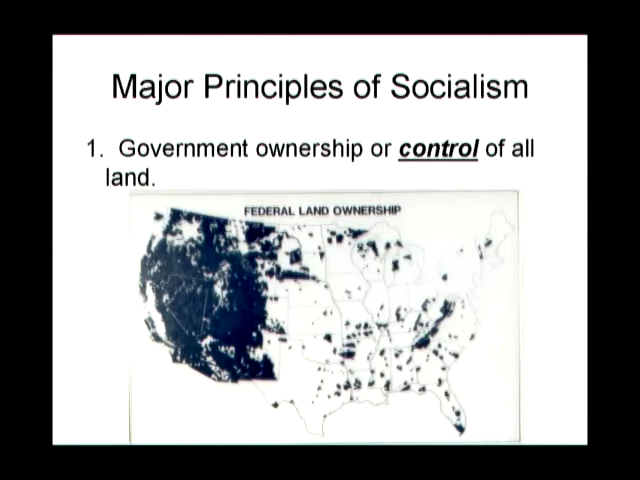 Major Principles of Socialism
1. Government ownership or control of all
land.
FEDERAL LAND OWNERSHIP